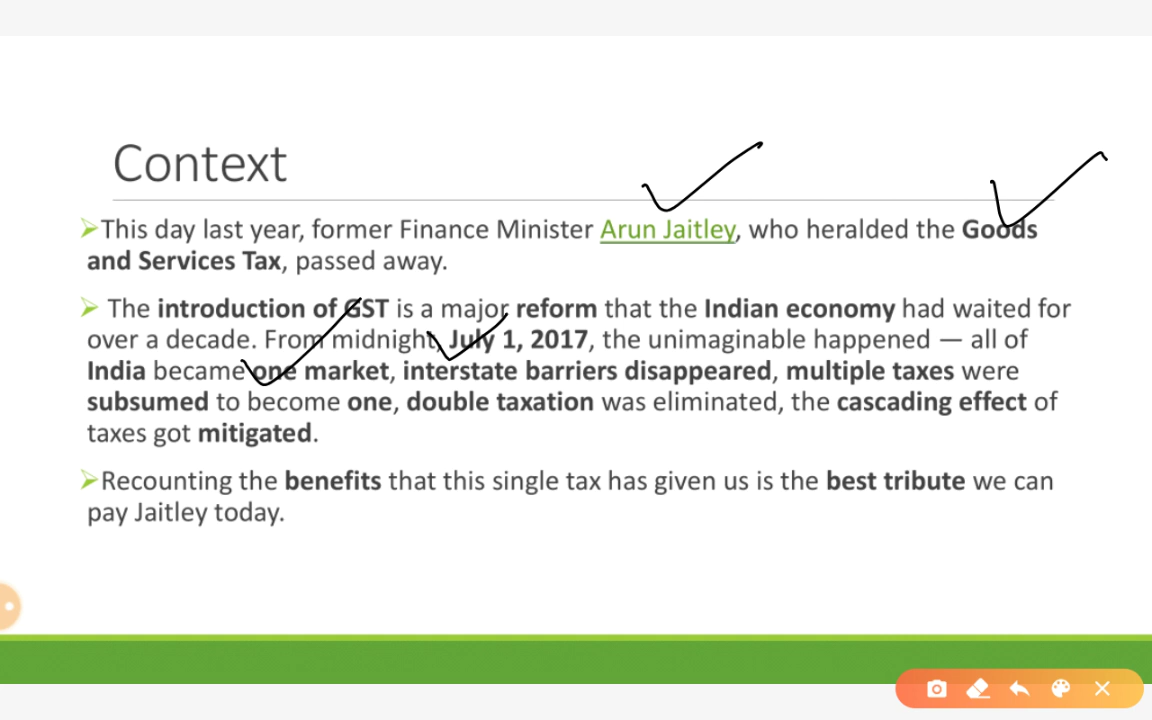 Context
➢This day last year, former Finance Minister Arun Jaitley, who heralded the Goods
and Services Tax, passed away.
➢ The introduction of GST is a major reform that the Indian economy had waited for
over a decade. From midnight, July 1, 2017, the unimaginable happened — all of
India became one market, interstate barriers disappeared, multiple taxes were
subsumed to become one, double taxation was eliminated, the cascading effect of
taxes got mitigated.
➢Recounting the benefits that this single tax has given us is the best tribute we can
pay Jaitley today.